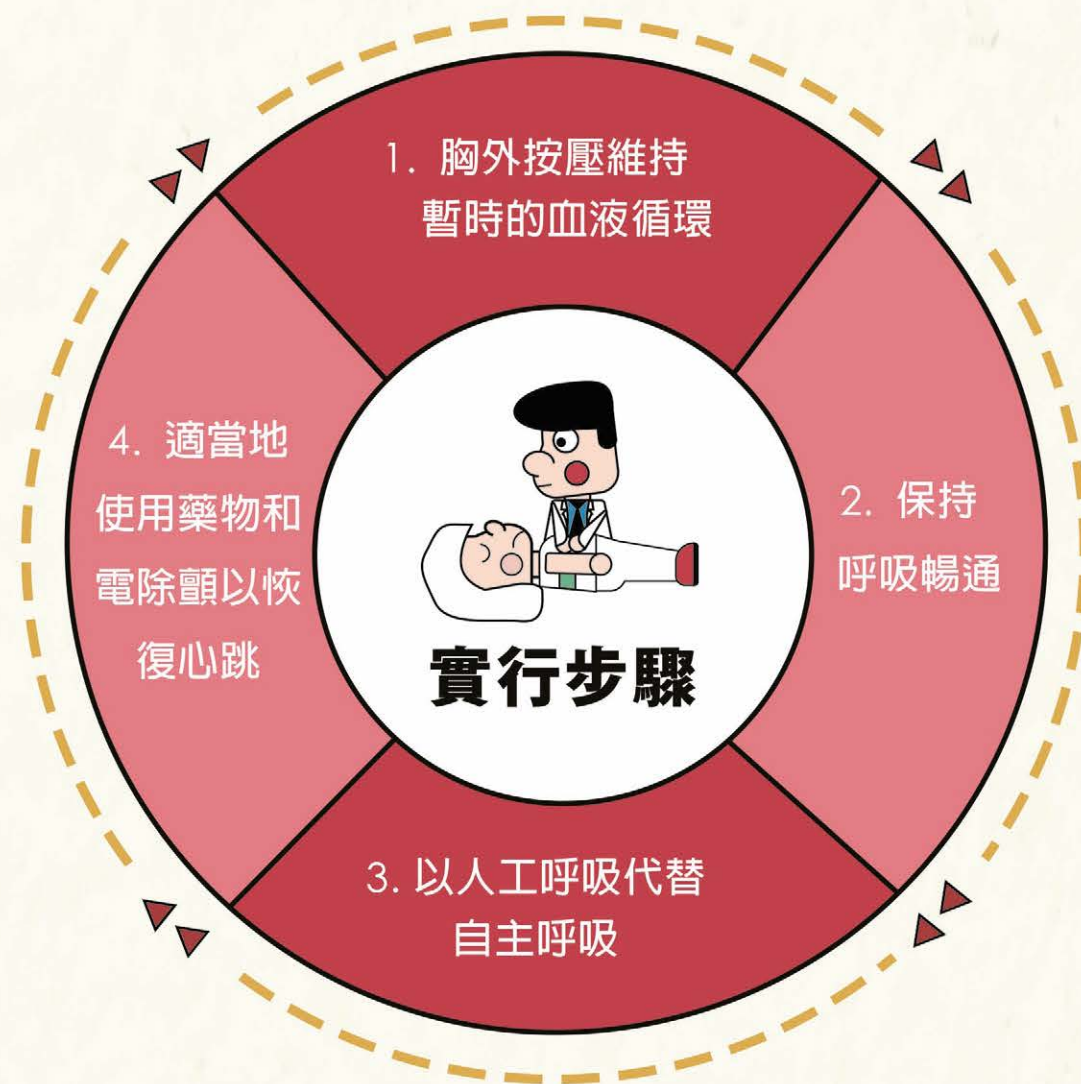 1. 胸外按壓維持
暫時的血液循環
2. 保持
呼吸暢通
3. 以人工呼吸代替
自主呼吸
4. 適當地
使用藥物和
電除顫以恢
復心跳
實行步驟